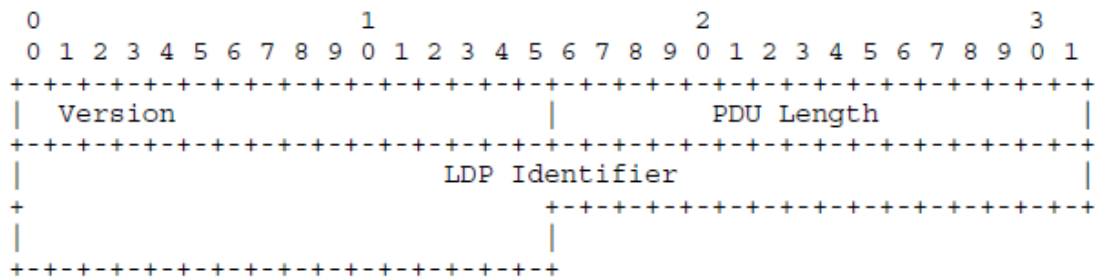 0                   1                   2                   3
 0 1 2 3 4 5 6 7 8 9 0 1 2 3 4 5 6 7 8 9 0 1 2 3 4 5 6 7 8 9 0 1
+-+-+-+-+-+-+-+-+-+-+-+-+-+-+-+-+-+-+-+-+-+-+-+-+-+-+-+-+-+-+-+-+
|  Version                      |         PDU Length            |
+-+-+-+-+-+-+-+-+-+-+-+-+-+-+-+-+-+-+-+-+-+-+-+-+-+-+-+-+-+-+-+-+
|                         LDP Identifier                        |
+                               +-+-+-+-+-+-+-+-+-+-+-+-+-+-+-+-+
|                               |
+-+-+-+-+-+-+-+-+-+-+-+-+-+-+-+-+